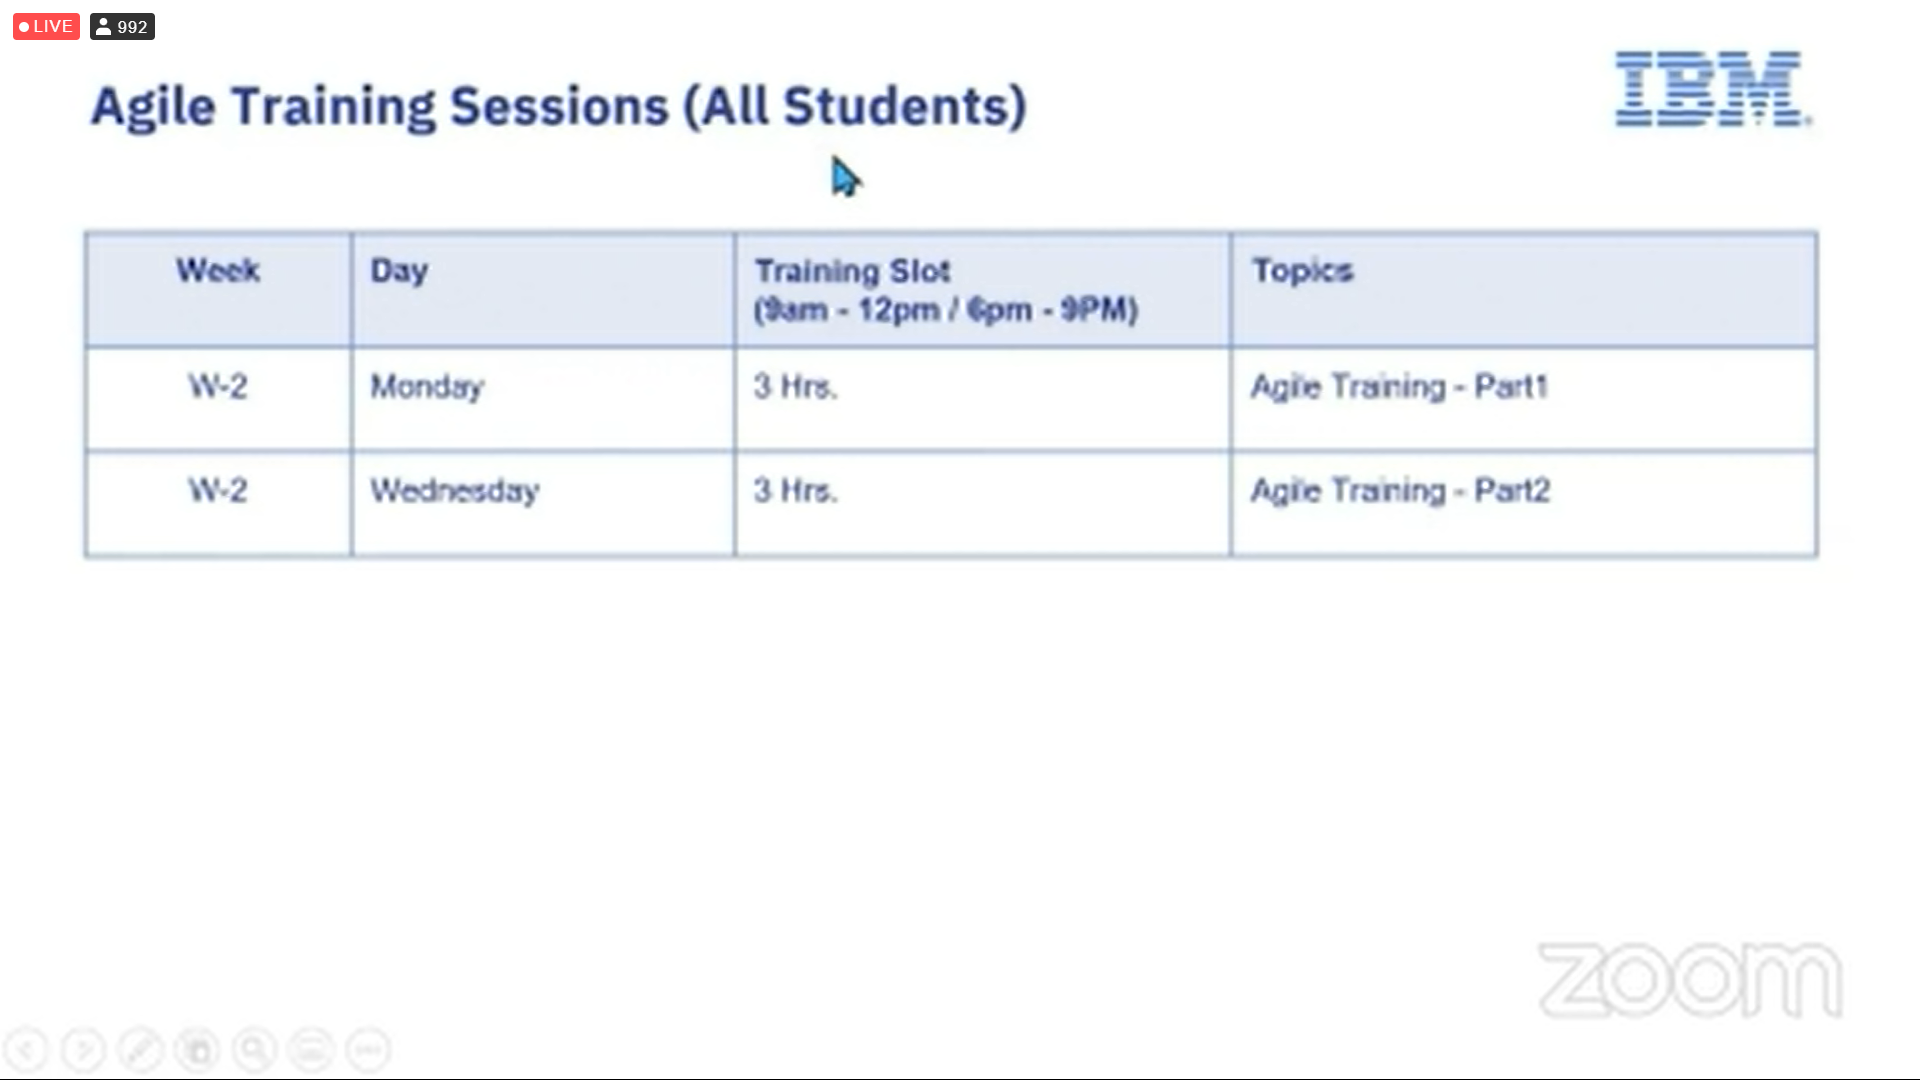 LIVE 992
IBM
Agile Training Sessions (All Students)
Week Day Training Slot Topics
(9am - 12pm / 6pm - 9PM)
W-2 Monday 3 Hrs. Agile Training - Part1
W-2 Wednesday 3 Hrs. Agile Training - Part2
zoom